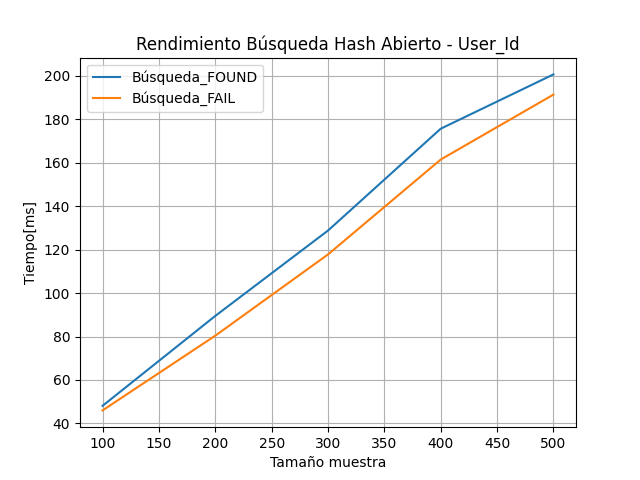 Rendimiento Búsqueda Hash Abierto - User_Id
Búsqueda_FOUND
Búsqueda_FAIL
Tiempo[ms]
200
180
160
140
120
100
80
60
40
100 150 200 250 300 350 400 450 500
Tamaño muestra